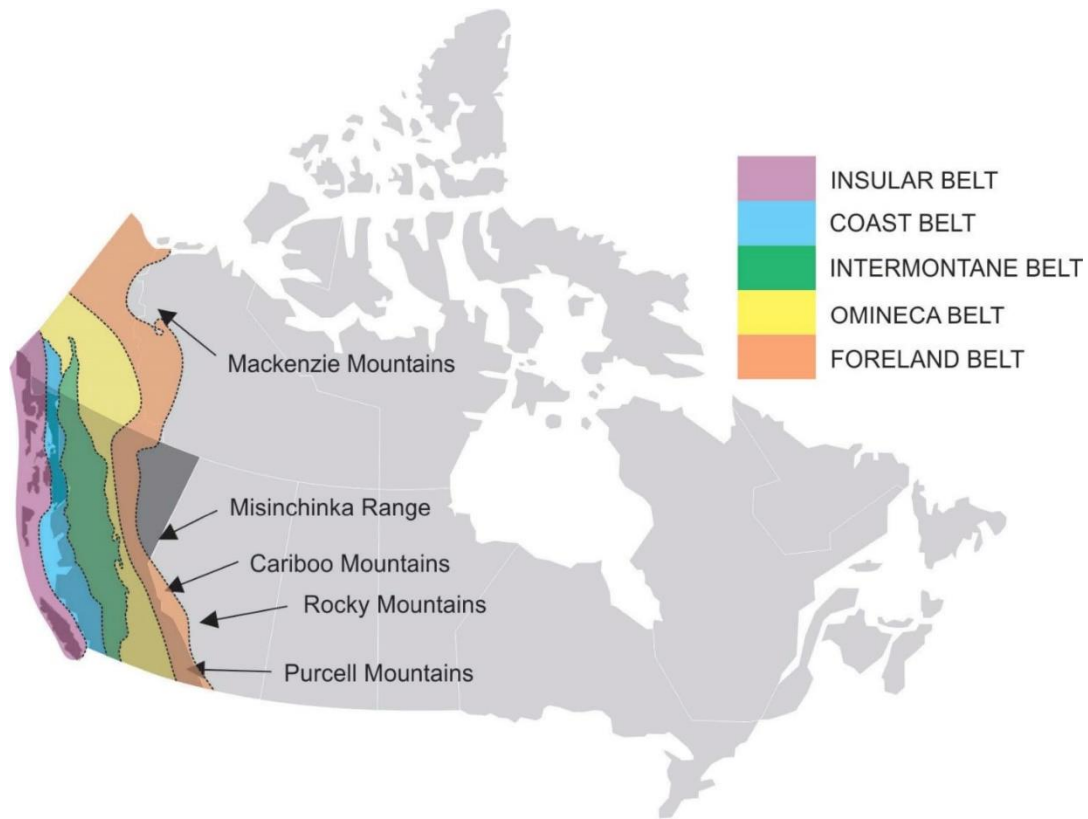 INSULAR BELT
COAST BELT
INTERMONTANE BELT
OMINECA BELT
FORELAND BELT
Mackenzie Mountains
Misinchinka Range
Cariboo Mountains
Rocky Mountains
Purcell Mountains